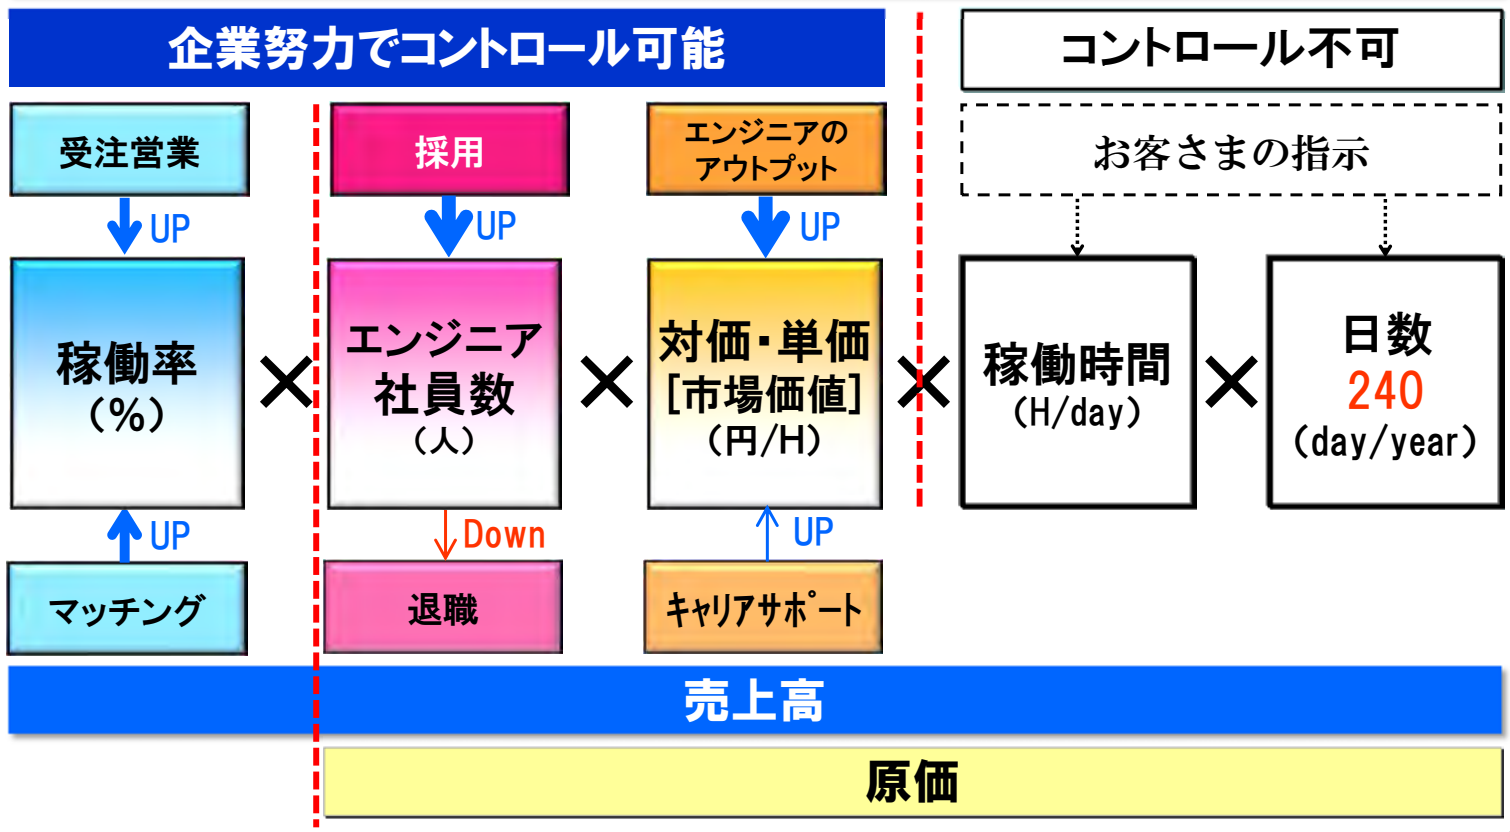 企業努力でコントロール可能
コントロール不可
受注営業
採用
エンジニアの
アウトプット
お客さまの指示
UP
UP
UP
稼働率
(%)
×
エンジニア
社員数
(人)
×
対価・単価
[市場価値]
(円/H)
×
稼働時間
(H/day)
×
日数
240
(day/year)
UP
Down
UP
マッチング
退職
キャリアサポート
売上高
原価